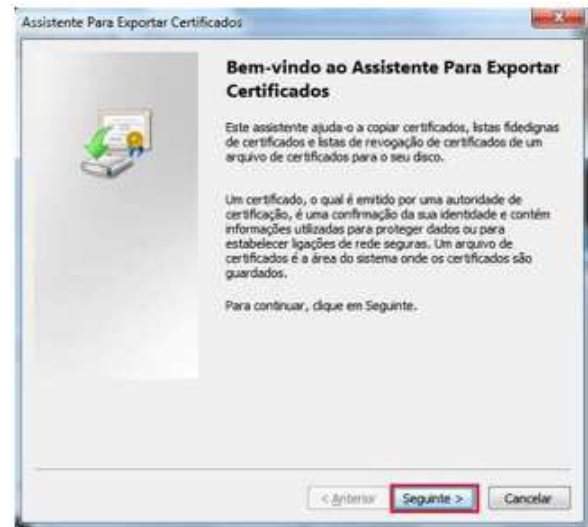 Assistente Para Exportar Certificados
Bem-vindo ao Assistente Para Exportar
Certificados
Este assistente ajuda-o a copiar certificados, listas fidedignas
de certificados e listas de revogação de certificados de um
arquivo de certificados para o seu disco.
Um certificado, o qual é emitido por uma autoridade de
certificação, é uma confirmação da sua identidade e contém
informações utilizadas para proteger dados ou para
estabelecer ligações de rede seguras. Um arquivo de
certificados é a área do sistema onde os certificados são
guardados.
Para continuar, clique em Seguinte.
< Anterior Seguinte > Cancelar